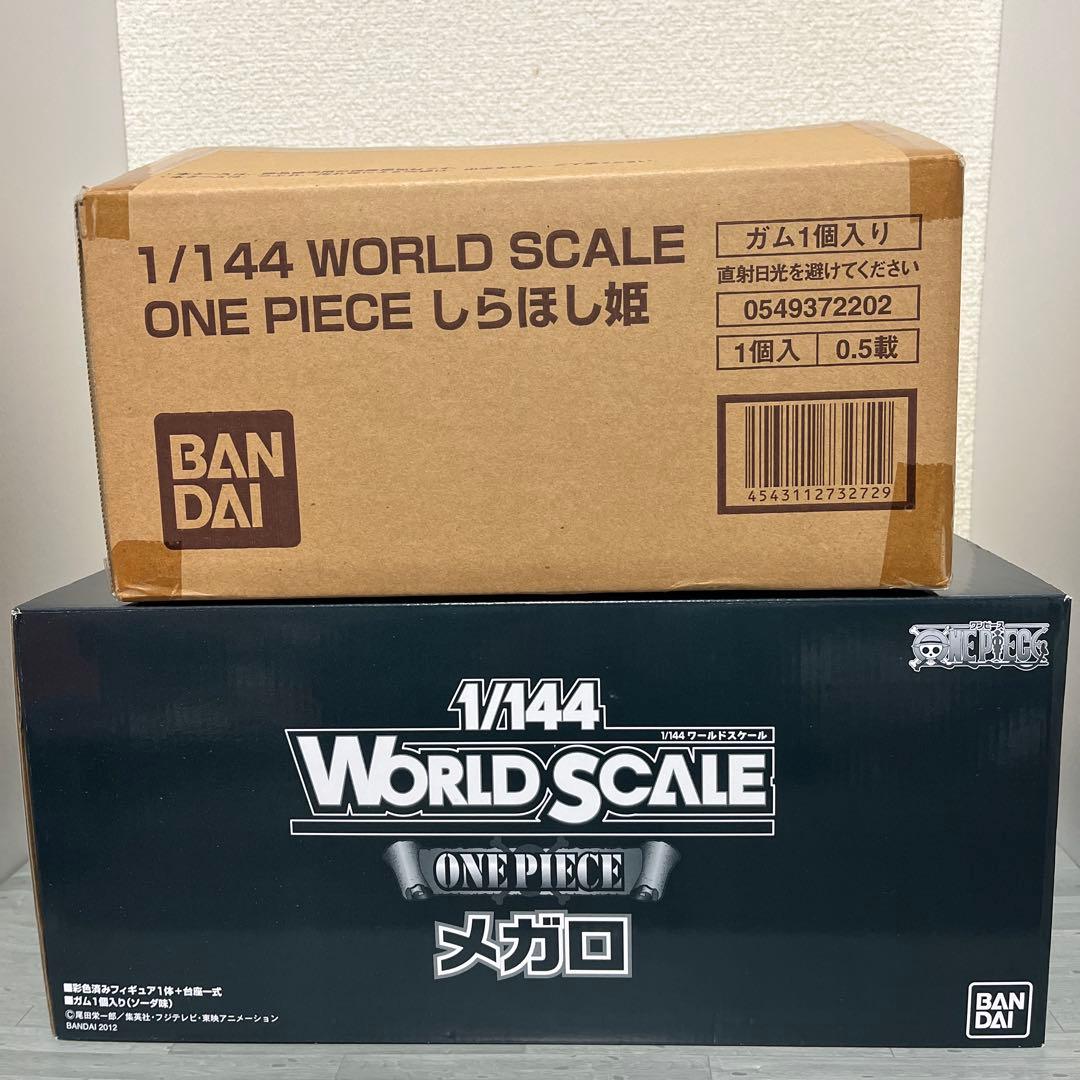 1/144 WORLD SCALE
ONE PIECE しらほし姫
BAN
DAI
ガム1個入り
直射日光を避けてください
0549372202
1個入 0.5載
4543112732729
ワンピース
ONE PIECE
1/144
1/144 ワールドスケール
WORLD SCALE
ONE PIECE
メガロ
■彩色済みフィギュア1体+台座一式
■ガム1個入り(ソーダ味)
©尾田栄一郎/集英社・フジテレビ・東映アニメーション
BANDAI 2012
BAN
DAI